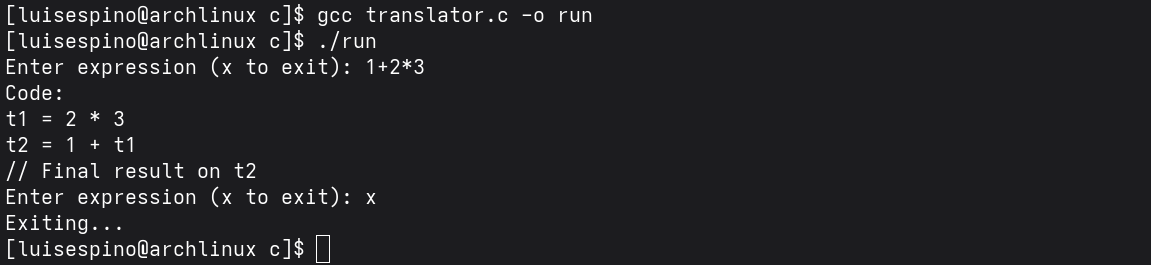 [luisespino@archlinux c]$ gcc translator.c -o run
[luisespino@archlinux c]$ ./run
Enter expression (x to exit): 1+2*3
Code:
t1 = 2 * 3
t2 = 1 + t1
// Final result on t2
Enter expression (x to exit): x
Exiting...
[luisespino@archlinux c]$